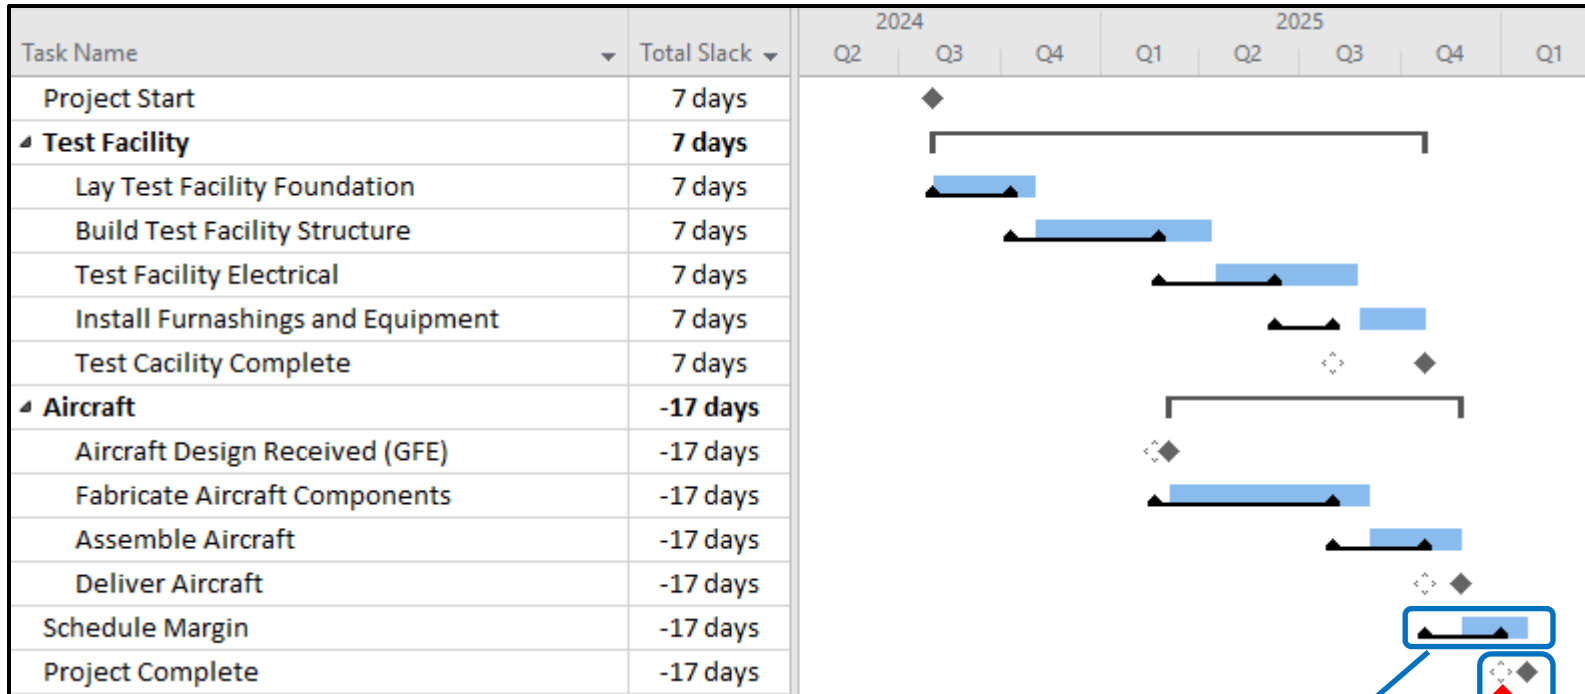 2024 2025
Task Name Total Slack Q2 Q3 Q4 Q1 Q2 Q3 Q4 Q1
Project Start 7 days
Test Facility 7 days
Lay Test Facility Foundation 7 days
Build Test Facility Structure 7 days
Test Facility Electrical 7 days
Install Furnashings and Equipment 7 days
Test Cacility Complete 7 days
Aircraft -17 days
Aircraft Design Received (GFE) -17 days
Fabricate Aircraft Components -17 days
Assemble Aircraft -17 days
Deliver Aircraft -17 days
Schedule Margin -17 days
Project Complete -17 days